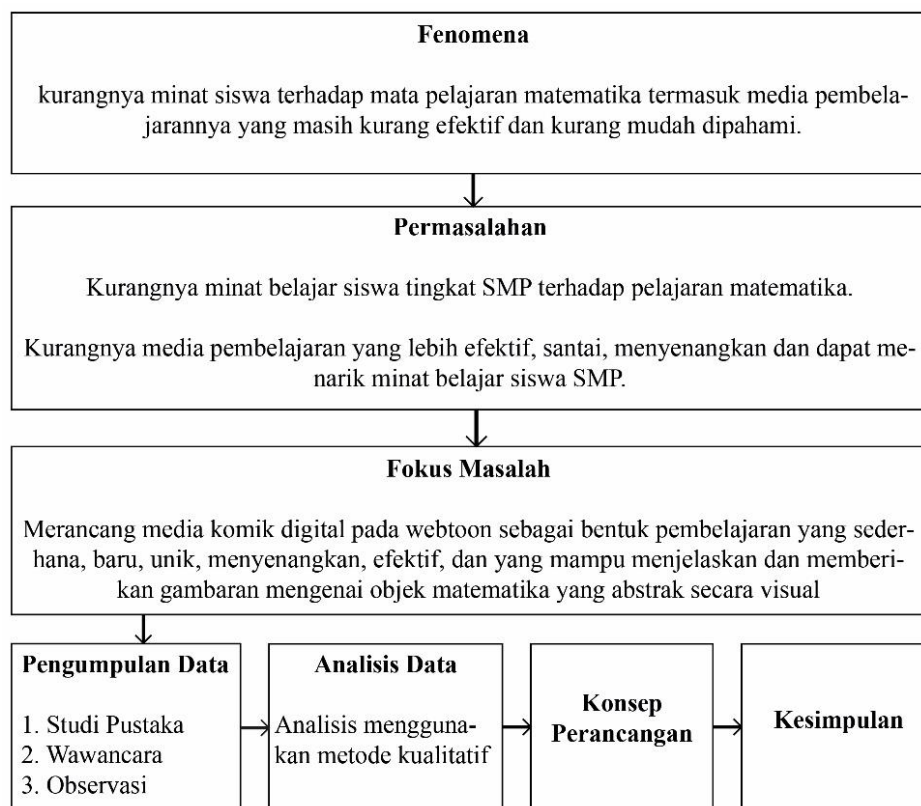 Fenomena
kurangnya minat siswa terhadap mata pelajaran matematika termasuk media pembela-
jarannya yang masih kurang efektif dan kurang mudah dipahami.
Permasalahan
Kurangnya minat belajar siswa tingkat SMP terhadap pelajaran matematika.
Kurangnya media pembelajaran yang lebih efektif, santai, menyenangkan dan dapat me-
narik minat belajar siswa SMP.
Fokus Masalah
Merancang media komik digital pada webtoon sebagai bentuk pembelajaran yang seder-
hana, baru, unik, menyenangkan, efektif, dan yang mampu menjelaskan dan memberi-
kan gambaran mengenai objek matematika yang abstrak secara visual
Pengumpulan Data
1. Studi Pustaka
2. Wawancara
3. Observasi
Analisis Data
Analisis mengguna-
kan metode kualitatif
Konsep
Perancangan
Kesimpulan